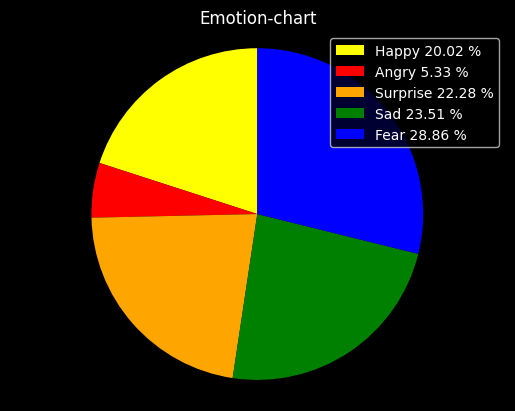 Emotion-chart
Happy 20.02 %
Angry 5.33 %
Surprise 22.28 %
Sad 23.51 %
Fear 28.86 %